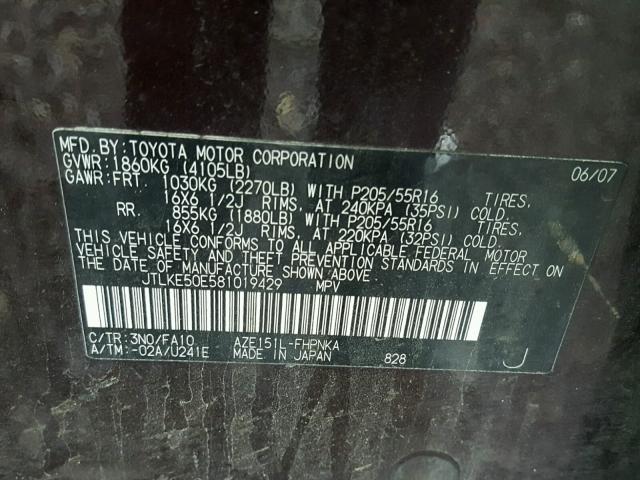 MFD. BY: TOYOTA MOTOR CORPORATION 06/07
GVWR: 1860KG (4105LB)
GAWR: FRT. 1030KG (2270LB) WITH P205/55R16 TIRES,
16X6 1/2J RIMS, AT 240KPA (35PSI) COLD.
RR. 855KG (1880LB) WITH P205/55R16 TIRES,
16X6 1/2J RIMS, AT 220KPA (32PSI) COLD.
THIS VEHICLE CONFORMS TO ALL APPLICABLE FEDERAL MOTOR
VEHICLE SAFETY AND THEFT PREVENTION STANDARDS IN EFFECT ON
THE DATE OF MANUFACTURE SHOWN ABOVE.
JTLKE50E581019429 MPV
C/TR: 3N0/FA10 AZE151L-FHPNKA
A/TM: -02A/U241E MADE IN JAPAN 828 J